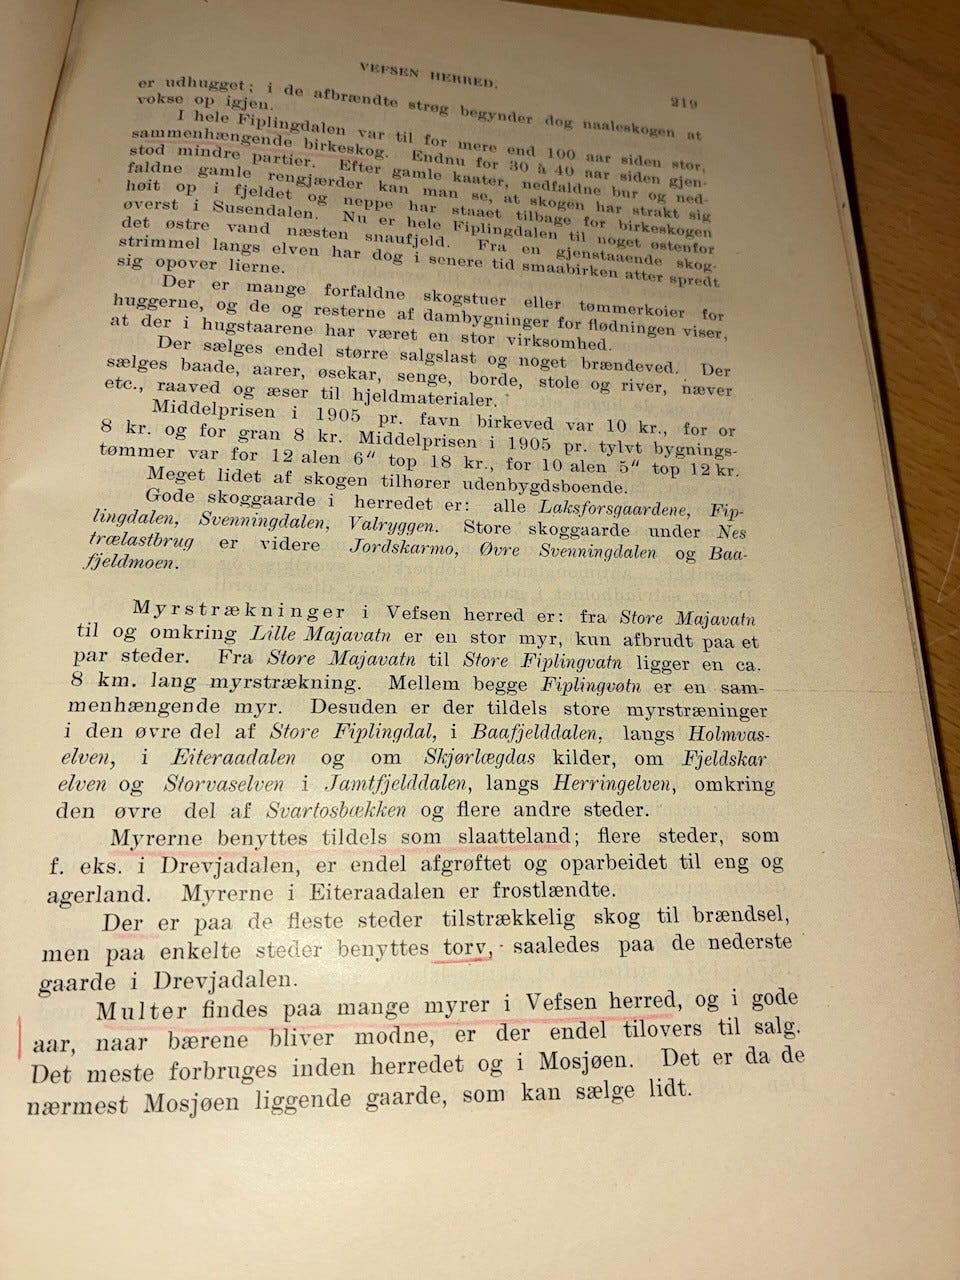 VEFSEN HERRED.
219
er udhugget; i de afbrændte strøg begynder dog naaleskogen at
vokse op igjen.
I hele Fiplingdalen var til for mere end 100 aar siden stor,
sammenhængende birkeskog. Endnu for 30 à 40 aar siden gjen-
stod mindre partier. Efter gamle kaater, nedfaldne bur og ned-
faldne gamle rengjærder kan man se, at skogen har strakt sig
høit op i fjeldet og neppe har staaet tilbage for birkeskogen
øverst i Susendalen. Nu er hele Fiplingdalen til noget østenfor
det østre vand næsten snaufjeld. Fra en gjenstaaende skog-
strimmel langs elven har dog i senere tid smaabirken atter spredt
sig opover lierne.
Der er mange forfaldne skogstuer eller tømmerkoier for
huggerne, og de og resterne af dambygninger for flødningen viser,
at der i hugstaarene har været en stor virksomhed.
Der sælges endel større salgslast og noget brændeved. Der
sælges baade, aarer, øsekar, senge, borde, stole og river, næver
etc., raaved og æser til hjeldmaterialer.
Middelprisen i 1905 pr. favn birkeved var 10 kr., for or
8 kr. og for gran 8 kr. Middelprisen i 1905 pr. tylvt bygnings-
tømmer var for 12 alen 6" top 18 kr., for 10 alen 5" top 12 kr.
Meget lidet af skogen tilhører udenbygdsboende.
Gode skoggaarde i herredet er: alle Laksforsgaardene, Fip-
lingdalen, Svenningdalen, Valryggen. Store skoggaarde under Nes
trælastbrug er videre Jordskarmo, Øvre Svenningdalen og Baa-
fjeldmoen.
Myrstrækninger i Vefsen herred er: fra Store Majavatn
til og omkring Lille Majavatn er en stor myr, kun afbrudt paa et
par steder. Fra Store Majavatn til Store Fiplingvatn ligger en ca.
8 km. lang myrstrækning. Mellem begge Fiplingvøtn er en sam-
menhængende myr. Desuden er der tildels store myrstræninger
i den øvre del af Store Fiplingdal, i Baafjelddalen, langs Holmvas-
elven, i Eiteraadalen og om Skjørlægdas kilder, om Fjeldskar
elven og Storvaselven i Jamtfjelddalen, langs Herringelven, omkring
den øvre del af Svartosbækken og flere andre steder.
Myrerne benyttes tildels som slaatteland; flere steder, som
f. eks. i Drevjadalen, er endel afgrøftet og oparbeidet til eng og
agerland. Myrerne i Eiteraadalen er frostlændte.
Der er paa de fleste steder tilstrækkelig skog til brændsel,
men paa enkelte steder benyttes torv, saaledes paa de nederste
gaarde i Drevjadalen.
Multer findes paa mange myrer i Vefsen herred, og i gode
aar, naar bærene bliver modne, er der endel tilovers til salg.
Det meste forbruges inden herredet og i Mosjøen. Det er da de
nærmest Mosjøen liggende gaarde, som kan sælge lidt.